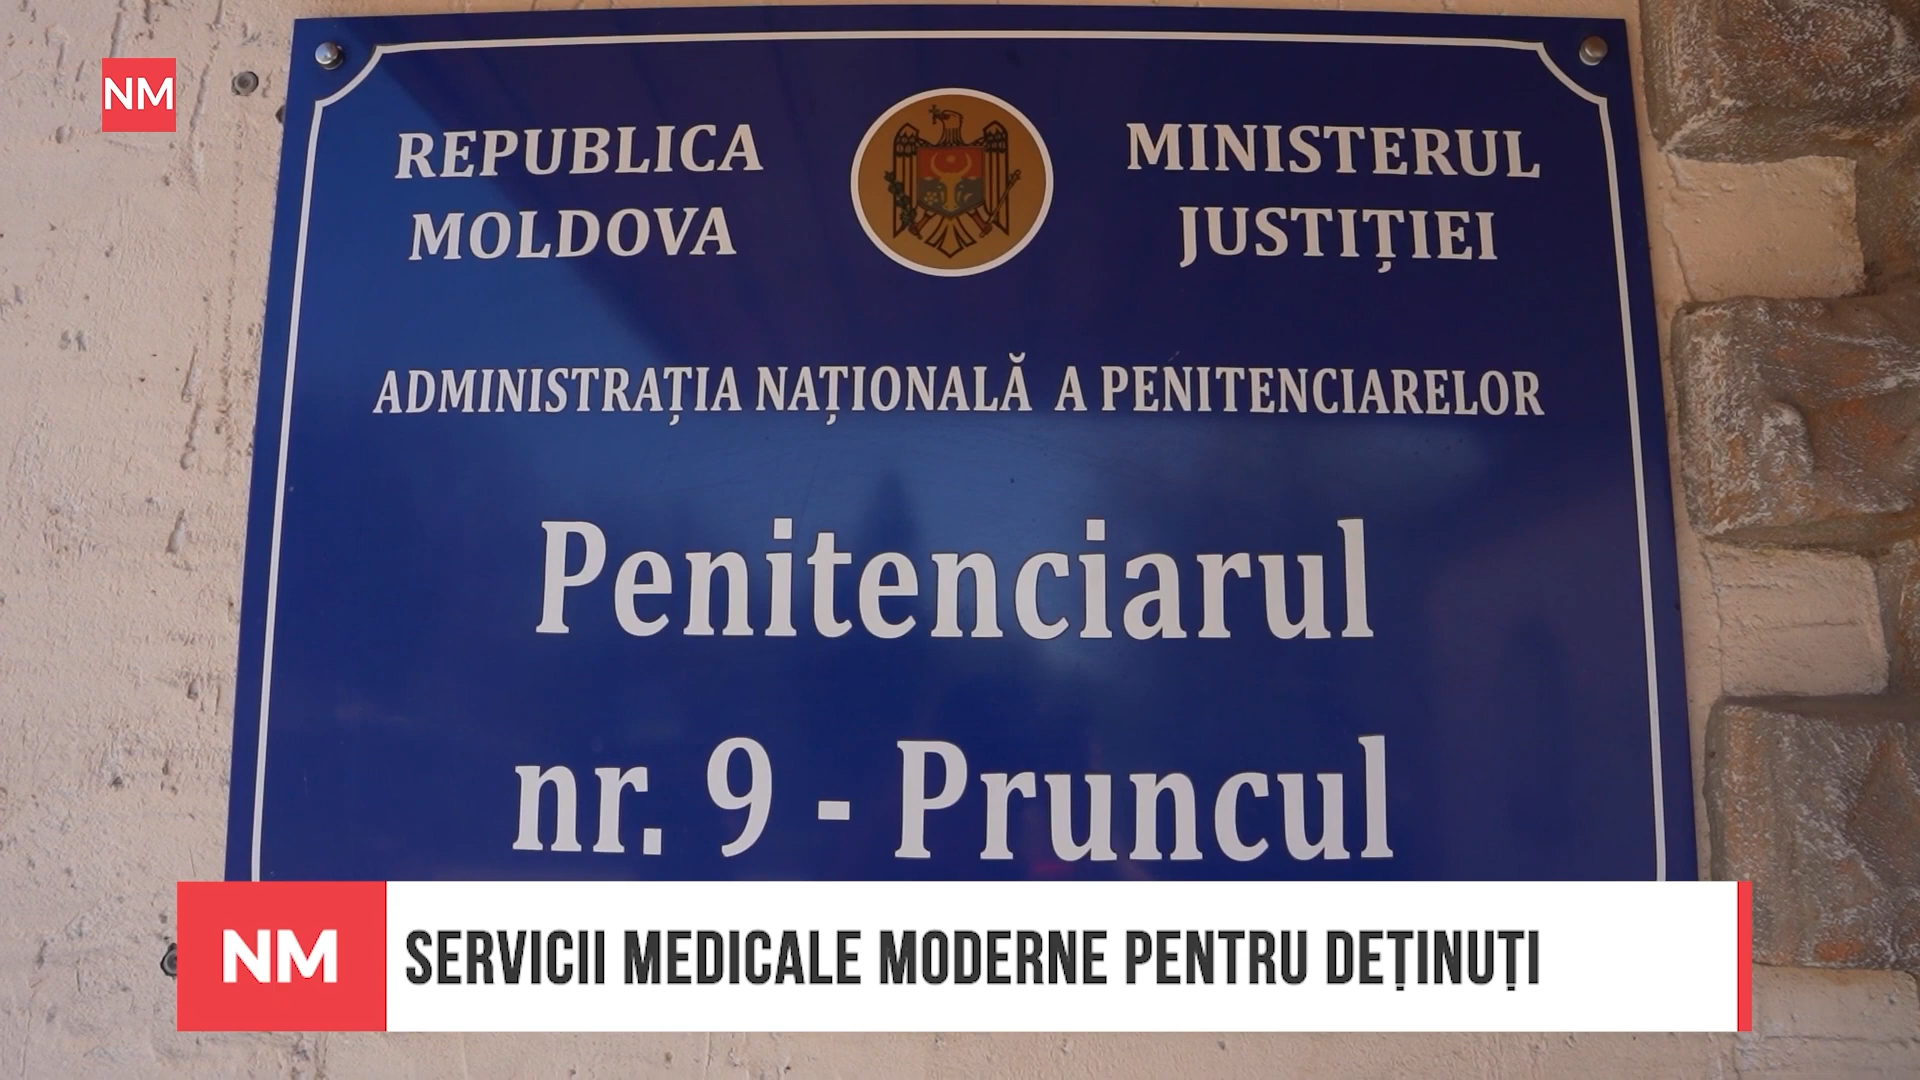 NM
REPUBLICA
MOLDOVA
MINISTERUL
JUSTIȚIEI
ADMINISTRAȚIA NAȚIONALĂ A PENITENCIARELOR
Penitenciarul
nr. 9 - Pruncul
NM SERVICII MEDICALE MODERNE PENTRU DEȚINUȚI